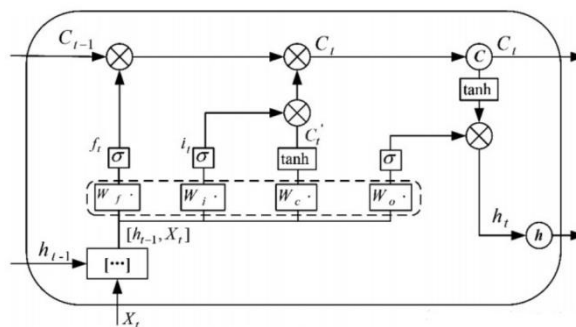 C_{t-1} C_t C C_t
tanh
f_t i_t C_t'
σ σ tanh σ
W_f · W_i · W_c · W_o ·
[h_{t-1}, X_t] h_t h
h_{t-1} [···]
X_t